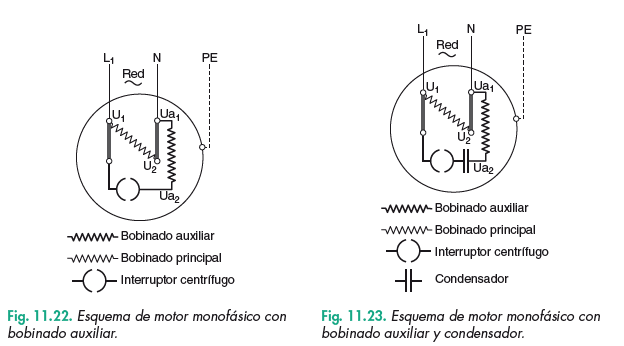 L1 N PE
Red
U1 Ua1
U2
Ua2
Bobinado auxiliar
Bobinado principal
Interruptor centrífugo
Fig. 11.22. Esquema de motor monofásico con
bobinado auxiliar.
L1 N PE
Red
U1 Ua1
U2
Ua2
Bobinado auxiliar
Bobinado principal
Interruptor centrífugo
Condensador
Fig. 11.23. Esquema de motor monofásico con
bobinado auxiliar y condensador.